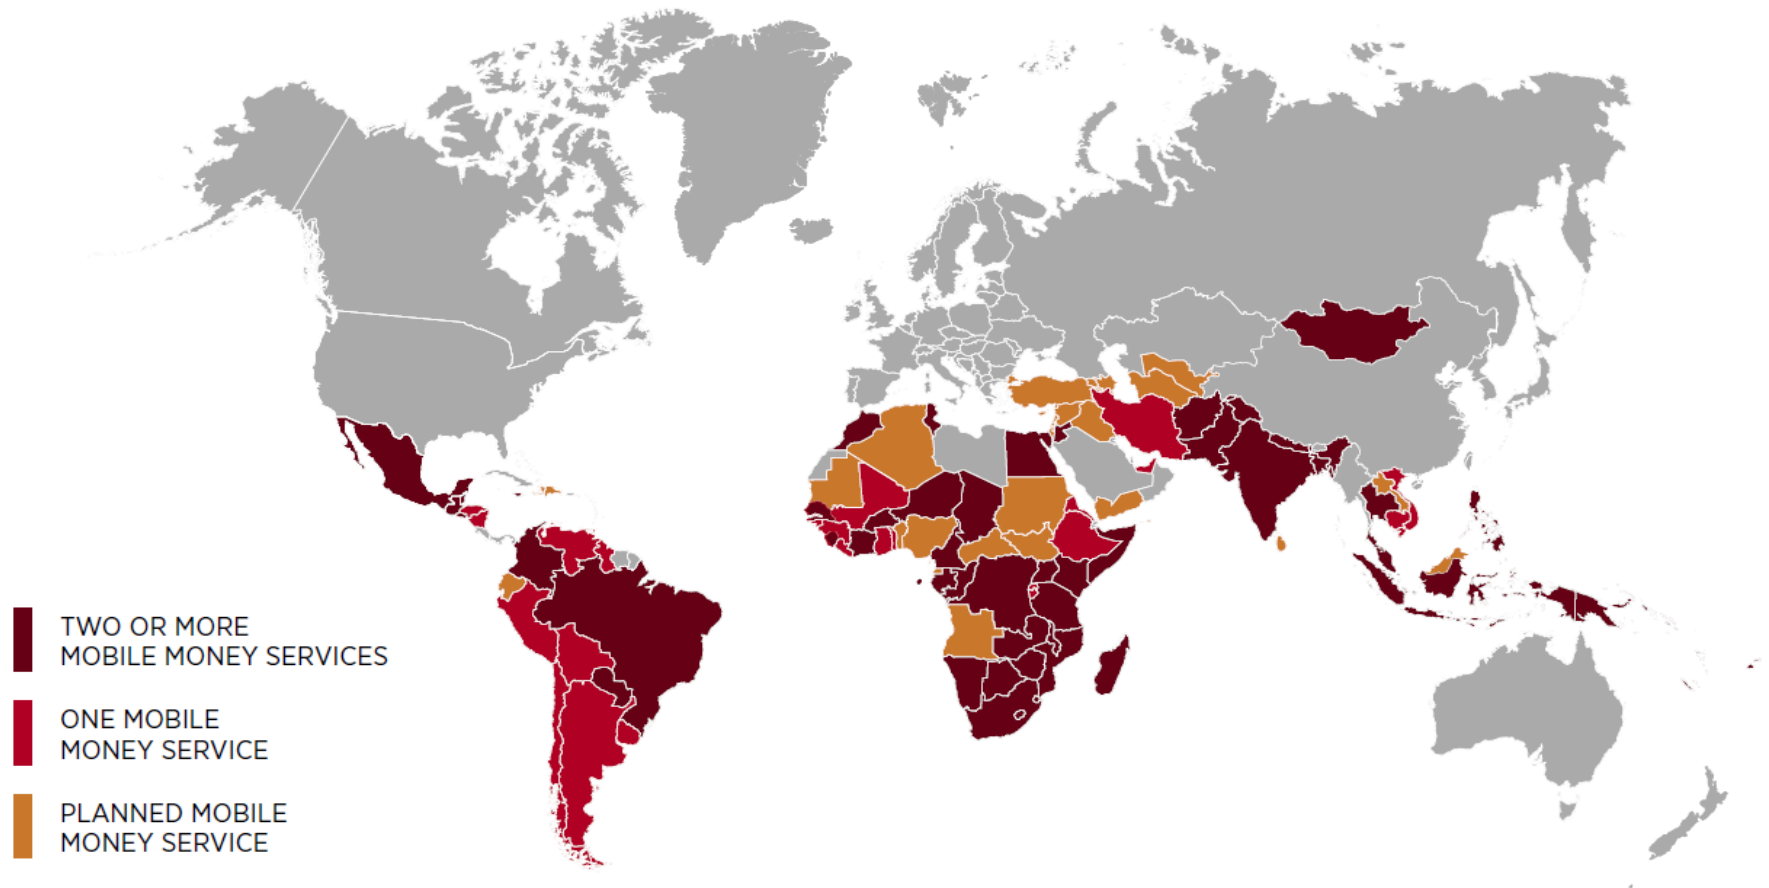 TWO OR MORE
MOBILE MONEY SERVICES
ONE MOBILE
MONEY SERVICE
PLANNED MOBILE
MONEY SERVICE